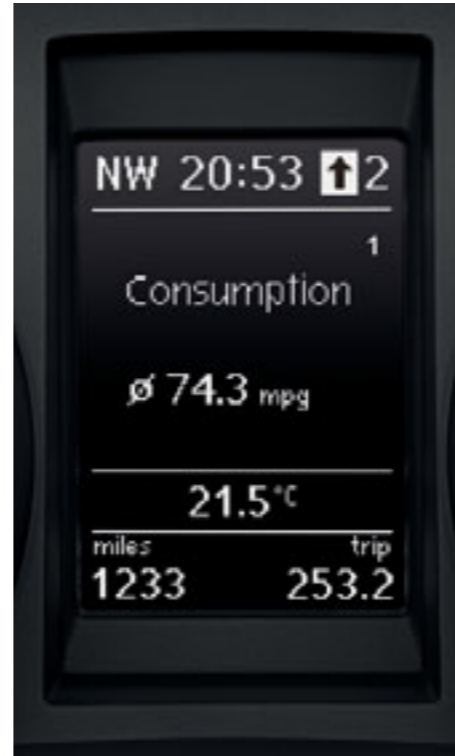 NW 20:53 ↑ 2
1
Consumption
ø 74.3 mpg
21.5°C
miles trip
1233 253.2